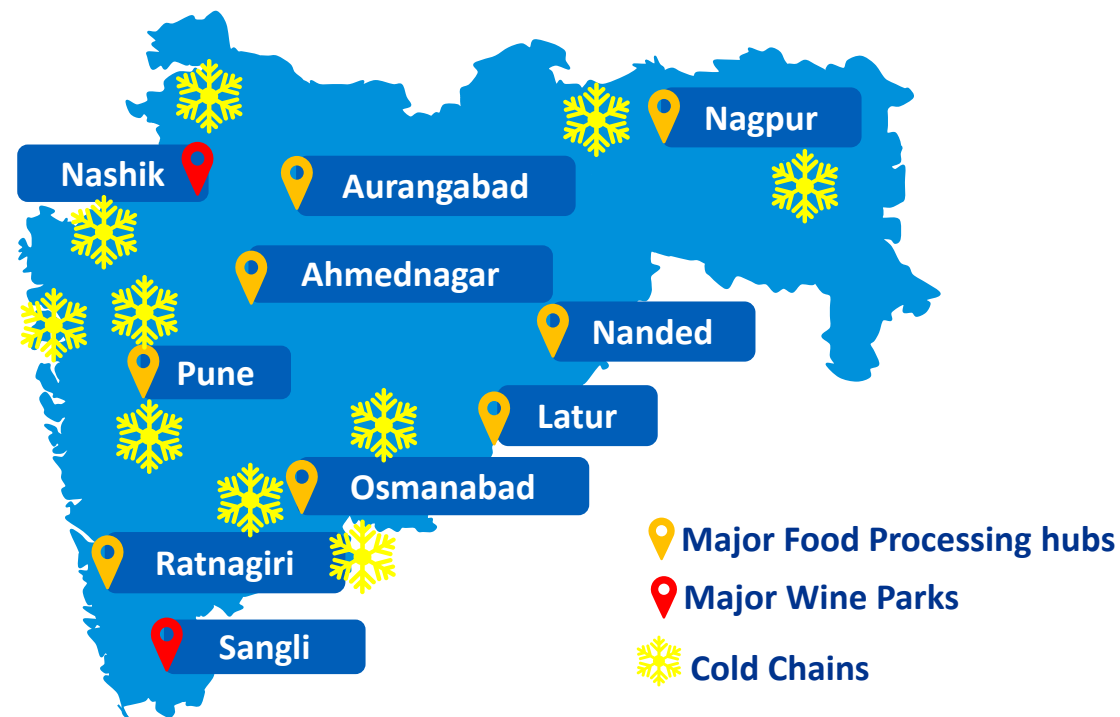 Nagpur
Nashik
Aurangabad
Ahmednagar
Nanded
Pune
Latur
Osmanabad
Ratnagiri
Sangli
Major Food Processing hubs
Major Wine Parks
Cold Chains